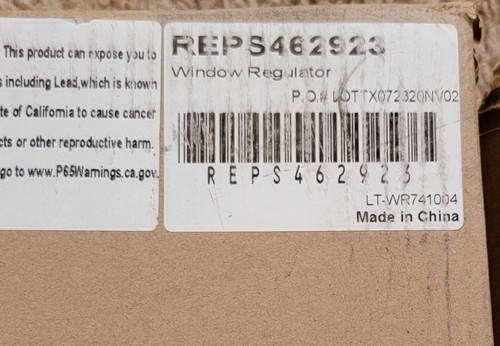 This product can expose you to
s including Lead,which is known
te of California to cause cancer
cts or other reproductive harm.
go to www.P65Warnings.ca.gov.
REPS462923
Window Regulator
P.O.# LOTTX072320NV02
REPS462923
LT-WR741004
Made in China